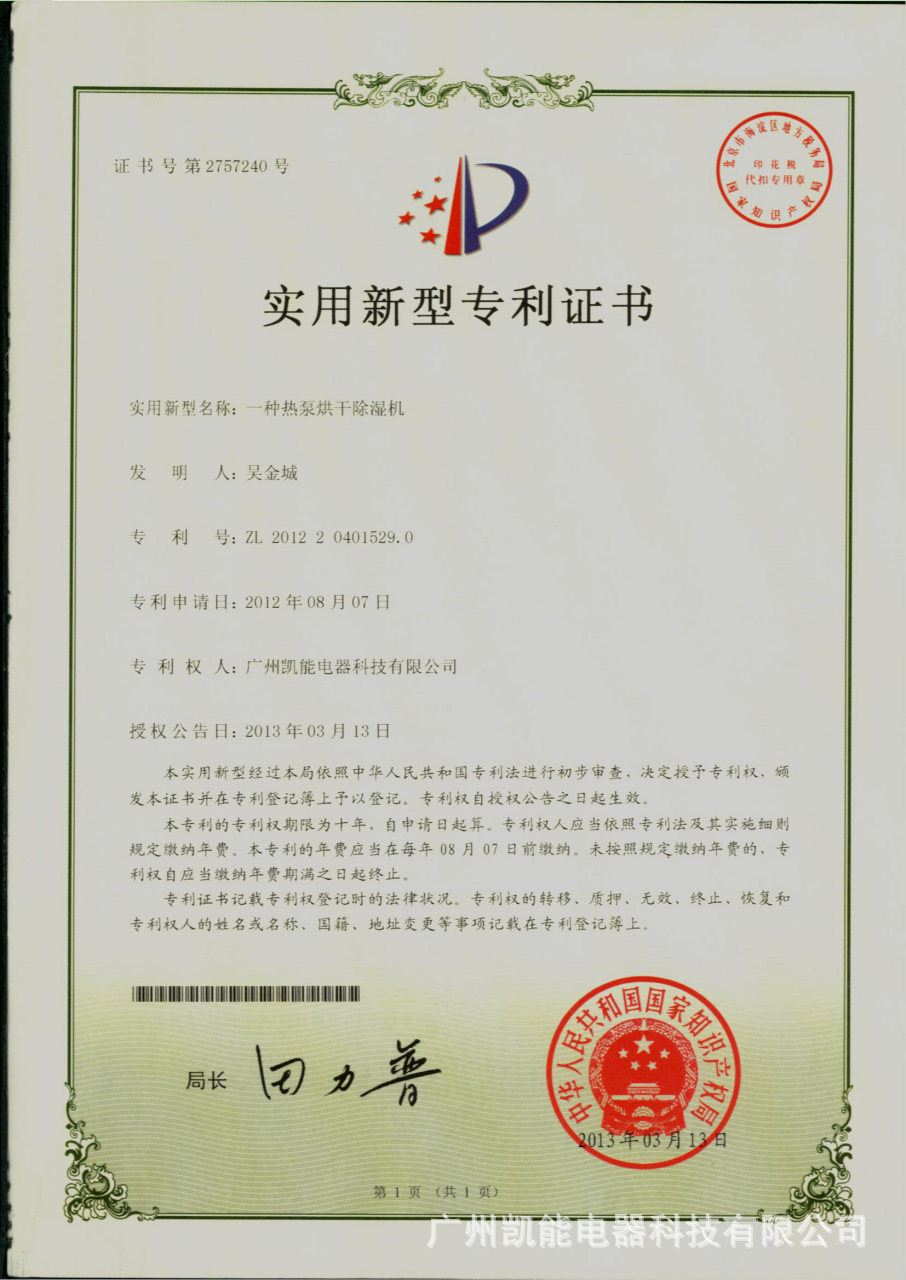 证书号第2757240号
北京市海淀区地方税务局
印花税
代扣专用章
国家知识产权局
实用新型专利证书
实用新型名称：一种热泵烘干除湿机
发明人：吴金城
专利号：ZL 2012 2 0401529.0
专利申请日：2012年08月07日
专利权人：广州凯能电器科技有限公司
授权公告日：2013年03月13日
本实用新型经过本局依照中华人民共和国专利法进行初步审查，决定授予专利权，颁
发本证书并在专利登记簿上予以登记。专利权自授权公告之日起生效。
本专利的专利权期限为十年，自申请日起算。专利权人应当依照专利法及其实施细则
规定缴纳年费。本专利的年费应当在每年08月07日前缴纳。未按照规定缴纳年费的，专
利权自应当缴纳年费期满之日起终止。
专利证书记载专利权登记时的法律状况。专利权的转移、质押、无效、终止、恢复和
专利权人的姓名或名称、国籍、地址变更等事项记载在专利登记簿上。
局长 田力普
中华人民共和国国家知识产权局
2013年03月13日
第1页（共1页）
广州凯能电器科技有限公司